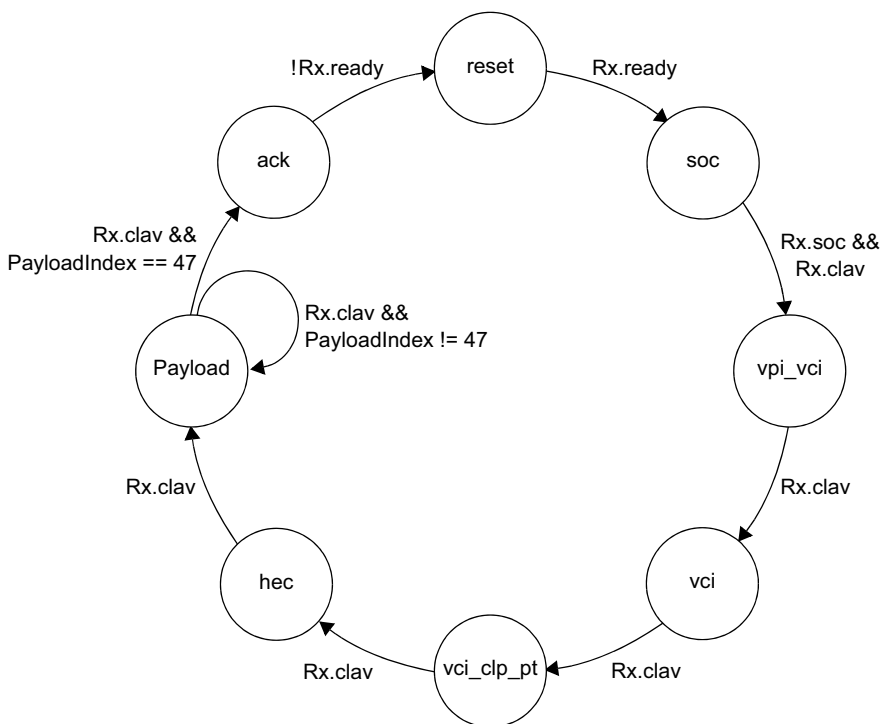 reset
!Rx.ready
Rx.ready
ack
soc
Rx.clav &&
PayloadIndex == 47
Rx.soc &&
Rx.clav
Rx.clav &&
PayloadIndex != 47
Payload
vpi_vci
Rx.clav
Rx.clav
hec
vci
Rx.clav
vci_clp_pt
Rx.clav